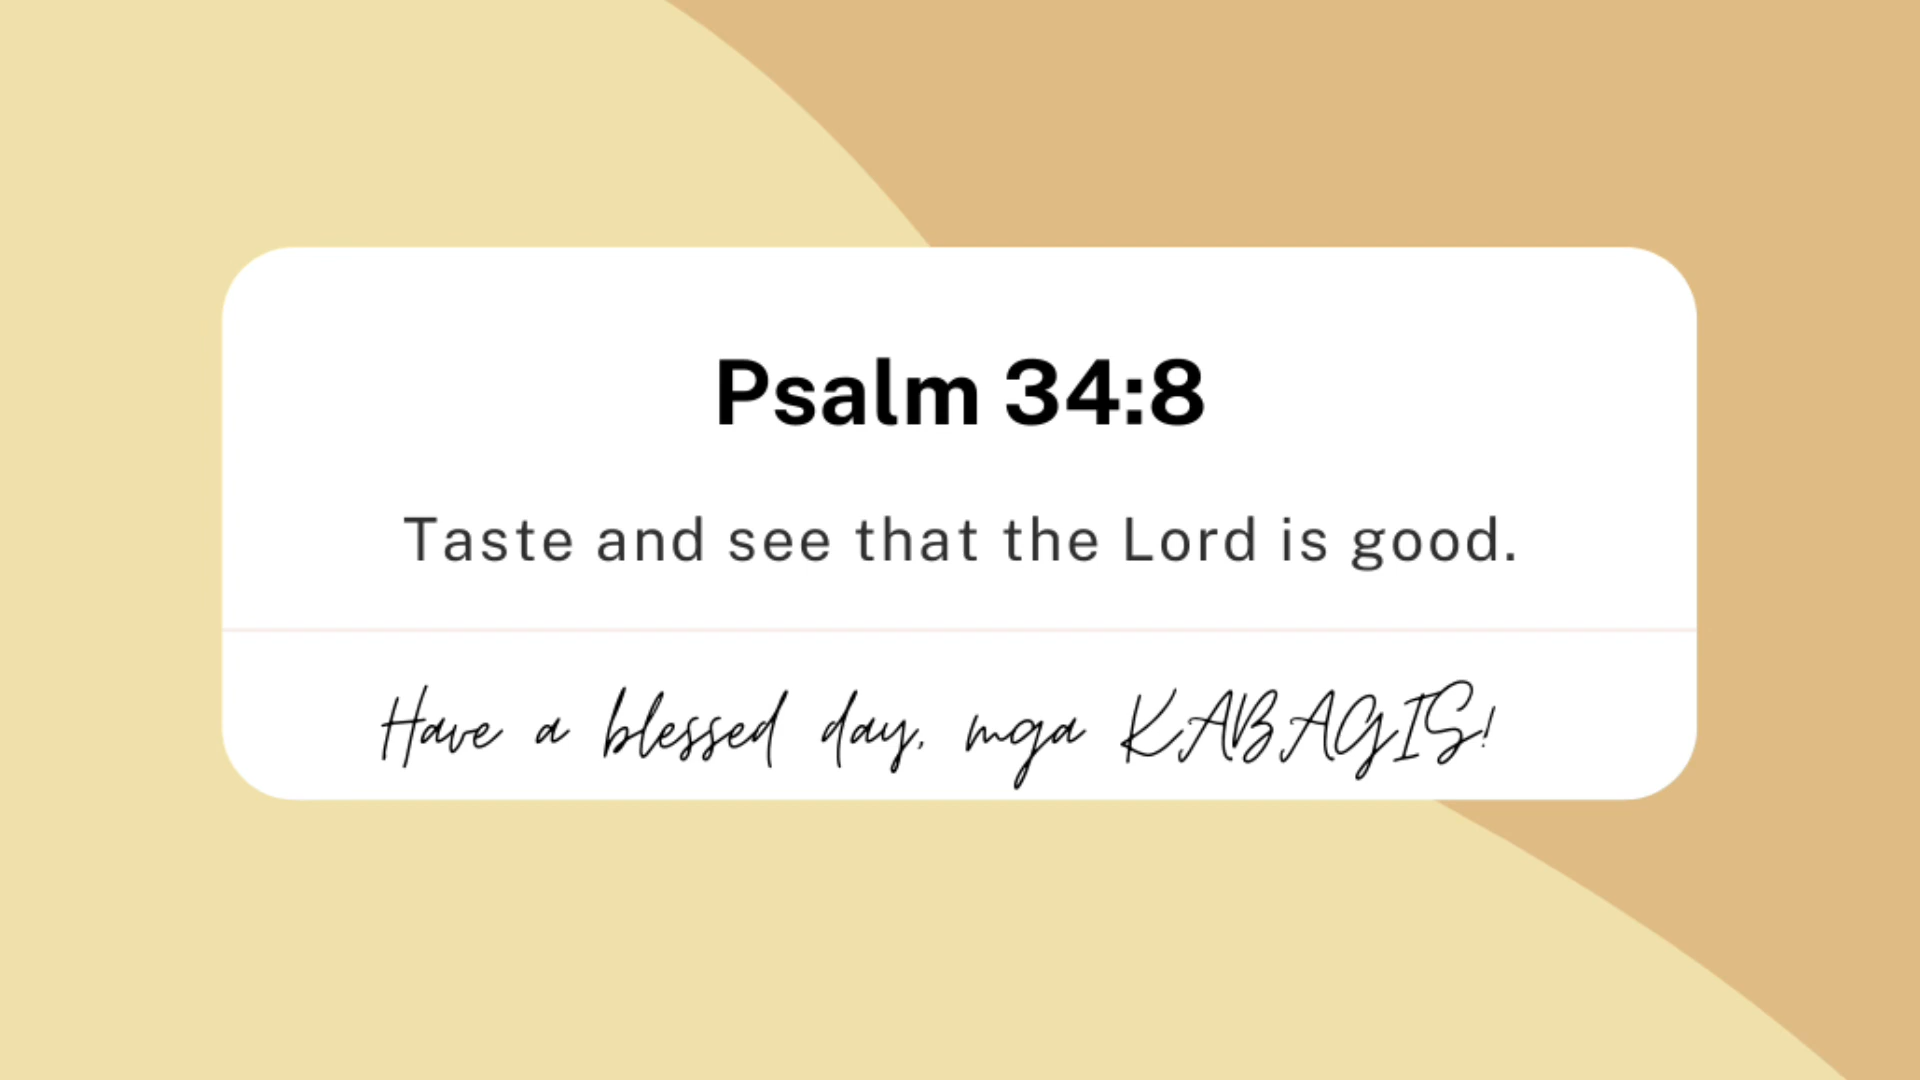 Psalm 34:8
Taste and see that the Lord is good.
Have a blessed day, mga KABAGIS!